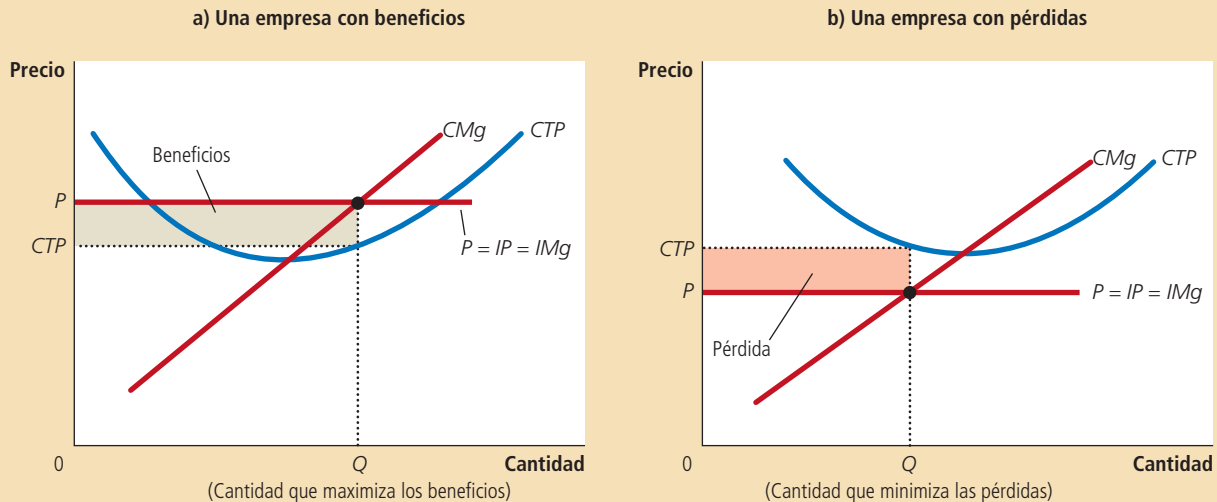 a) Una empresa con beneficios
Precio
CMg
CTP
Beneficios
P
CTP
P = IP = IMg
0
Q
Cantidad
(Cantidad que maximiza los beneficios)
b) Una empresa con pérdidas
Precio
CMg
CTP
CTP
P
P = IP = IMg
Pérdida
0
Q
Cantidad
(Cantidad que minimiza las pérdidas)